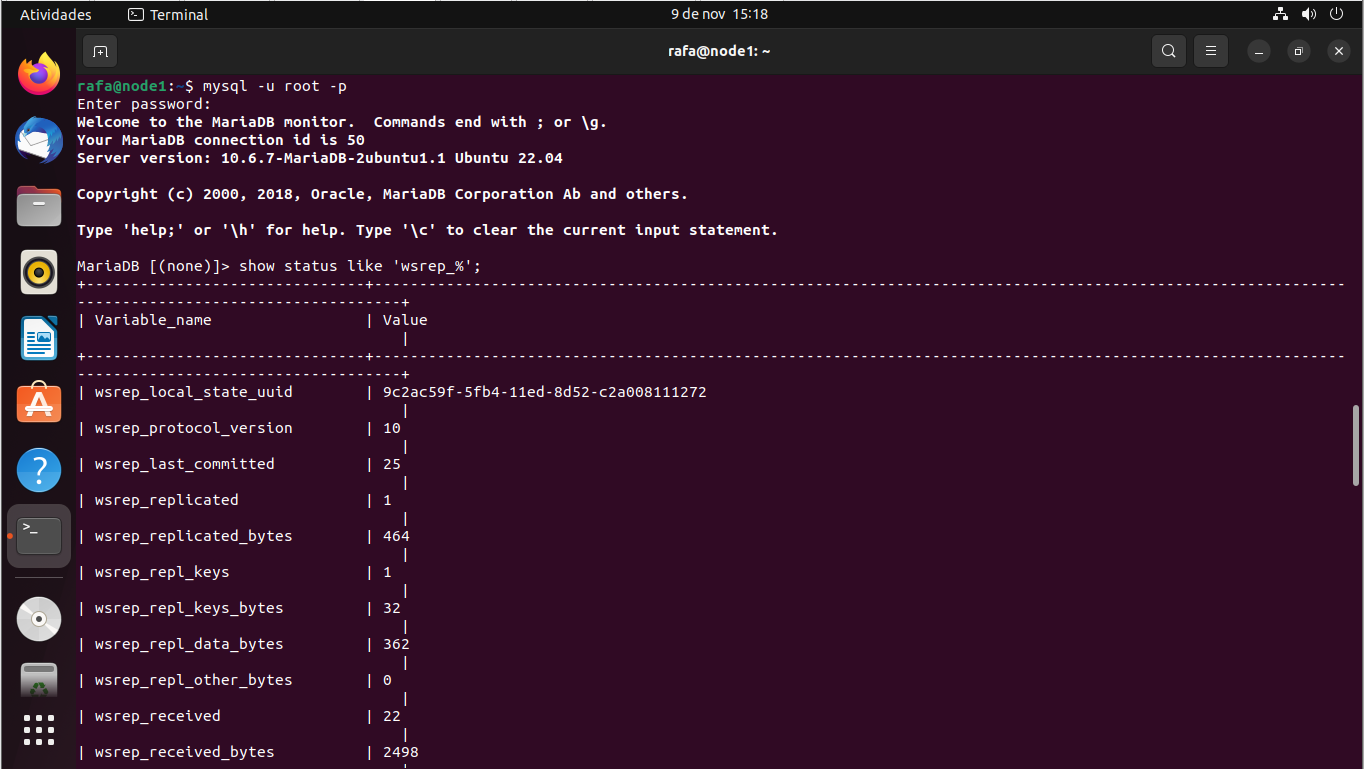 Atividades Terminal 9 de nov 15:18
rafa@node1: ~
rafa@node1:~$ mysql -u root -p
Enter password:
Welcome to the MariaDB monitor.  Commands end with ; or \g.
Your MariaDB connection id is 50
Server version: 10.6.7-MariaDB-2ubuntu1.1 Ubuntu 22.04
Copyright (c) 2000, 2018, Oracle, MariaDB Corporation Ab and others.
Type 'help;' or '\h' for help. Type '\c' to clear the current input statement.
MariaDB [(none)]> show status like 'wsrep_%';
+-------------------------------+------------------------------------------------------------------------------------------------------------
------------------------------------+
| Variable_name                 | Value
|
+-------------------------------+------------------------------------------------------------------------------------------------------------
------------------------------------+
| wsrep_local_state_uuid        | 9c2ac59f-5fb4-11ed-8d52-c2a008111272
|
| wsrep_protocol_version        | 10
|
| wsrep_last_committed          | 25
|
| wsrep_replicated              | 1
|
| wsrep_replicated_bytes        | 464
|
| wsrep_repl_keys               | 1
|
| wsrep_repl_keys_bytes         | 32
|
| wsrep_repl_data_bytes         | 362
|
| wsrep_repl_other_bytes        | 0
|
| wsrep_received                | 22
|
| wsrep_received_bytes          | 2498